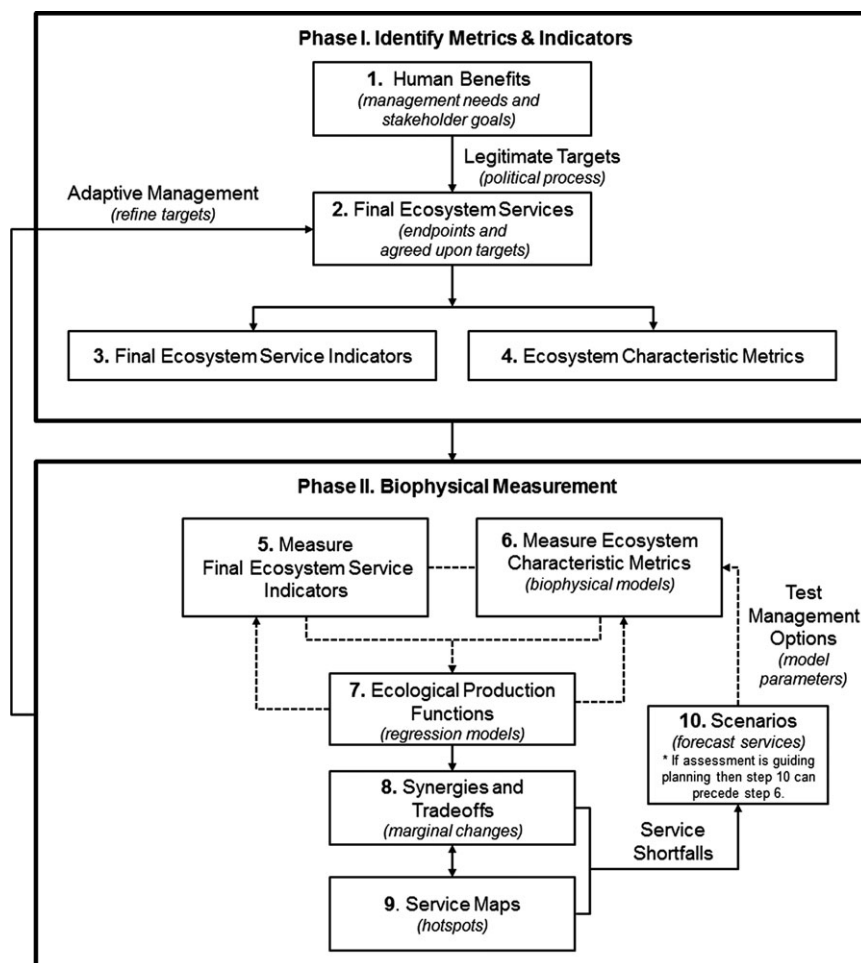 Phase I. Identify Metrics & Indicators
1. Human Benefits
(management needs and
stakeholder goals)
Legitimate Targets
(political process)
Adaptive Management
(refine targets)
2. Final Ecosystem Services
(endpoints and
agreed upon targets)
3. Final Ecosystem Service Indicators
4. Ecosystem Characteristic Metrics
Phase II. Biophysical Measurement
5. Measure
Final Ecosystem Service
Indicators
6. Measure Ecosystem
Characteristic Metrics
(biophysical models)
Test
Management
Options
(model
parameters)
7. Ecological Production
Functions
(regression models)
10. Scenarios
(forecast services)
* If assessment is guiding
planning then step 10 can
precede step 6.
8. Synergies and
Tradeoffs
(marginal changes)
Service
Shortfalls
9. Service Maps
(hotspots)